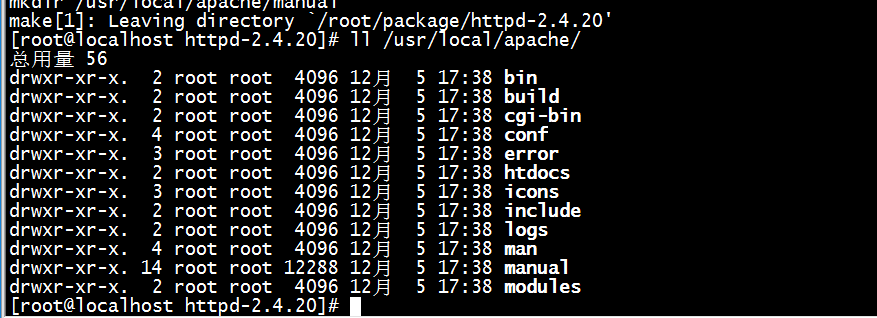 mkdir /usr/local/apache/manual
make[1]: Leaving directory `/root/package/httpd-2.4.20'
[root@localhost httpd-2.4.20]# ll /usr/local/apache/
总用量 56
drwxr-xr-x.  2 root root  4096 12月  5 17:38 bin
drwxr-xr-x.  2 root root  4096 12月  5 17:38 build
drwxr-xr-x.  2 root root  4096 12月  5 17:38 cgi-bin
drwxr-xr-x.  4 root root  4096 12月  5 17:38 conf
drwxr-xr-x.  3 root root  4096 12月  5 17:38 error
drwxr-xr-x.  2 root root  4096 12月  5 17:38 htdocs
drwxr-xr-x.  3 root root  4096 12月  5 17:38 icons
drwxr-xr-x.  2 root root  4096 12月  5 17:38 include
drwxr-xr-x.  2 root root  4096 12月  5 17:38 logs
drwxr-xr-x.  4 root root  4096 12月  5 17:38 man
drwxr-xr-x. 14 root root 12288 12月  5 17:38 manual
drwxr-xr-x.  2 root root  4096 12月  5 17:38 modules
[root@localhost httpd-2.4.20]#